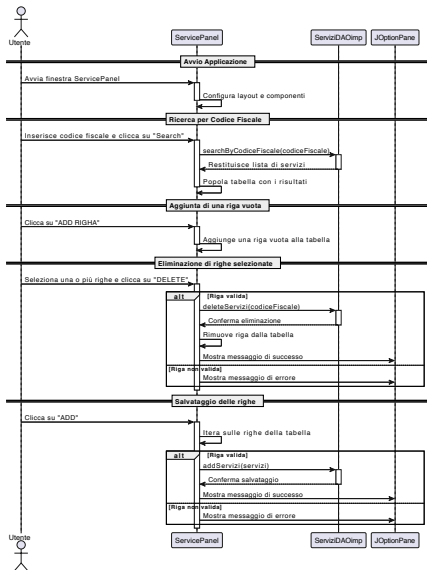 Utente
ServicePanel
ServiziDAOimp
JOptionPane
Avvio Applicazione
Avvia finestra ServicePanel
Configura layout e componenti
Ricerca per Codice Fiscale
Inserisce codice fiscale e clicca su "Search"
searchByCodiceFiscale(codiceFiscale)
Restituisce lista di servizi
Popola tabella con i risultati
Aggiunta di una riga vuota
Clicca su "ADD RIGHA"
Aggiunge una riga vuota alla tabella
Eliminazione di righe selezionate
Seleziona una o più righe e clicca su "DELETE"
alt [Riga valida]
deleteServizi(codiceFiscale)
Conferma eliminazione
Rimuove riga dalla tabella
Mostra messaggio di successo
[Riga non valida]
Mostra messaggio di errore
Salvataggio delle righe
Clicca su "ADD"
Itera sulle righe della tabella
alt [Riga valida]
addServizi(servizi)
Conferma salvataggio
Mostra messaggio di successo
[Riga non valida]
Mostra messaggio di errore
Utente
ServicePanel
ServiziDAOimp
JOptionPane